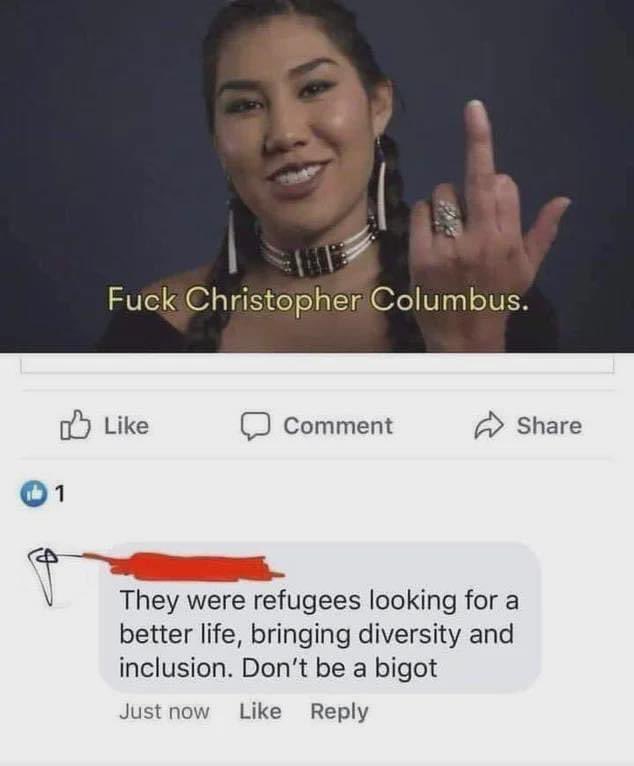 Fuck Christopher Columbus.
Like Comment Share
1
They were refugees looking for a
better life, bringing diversity and
inclusion. Don’t be a bigot
Just now Like Reply